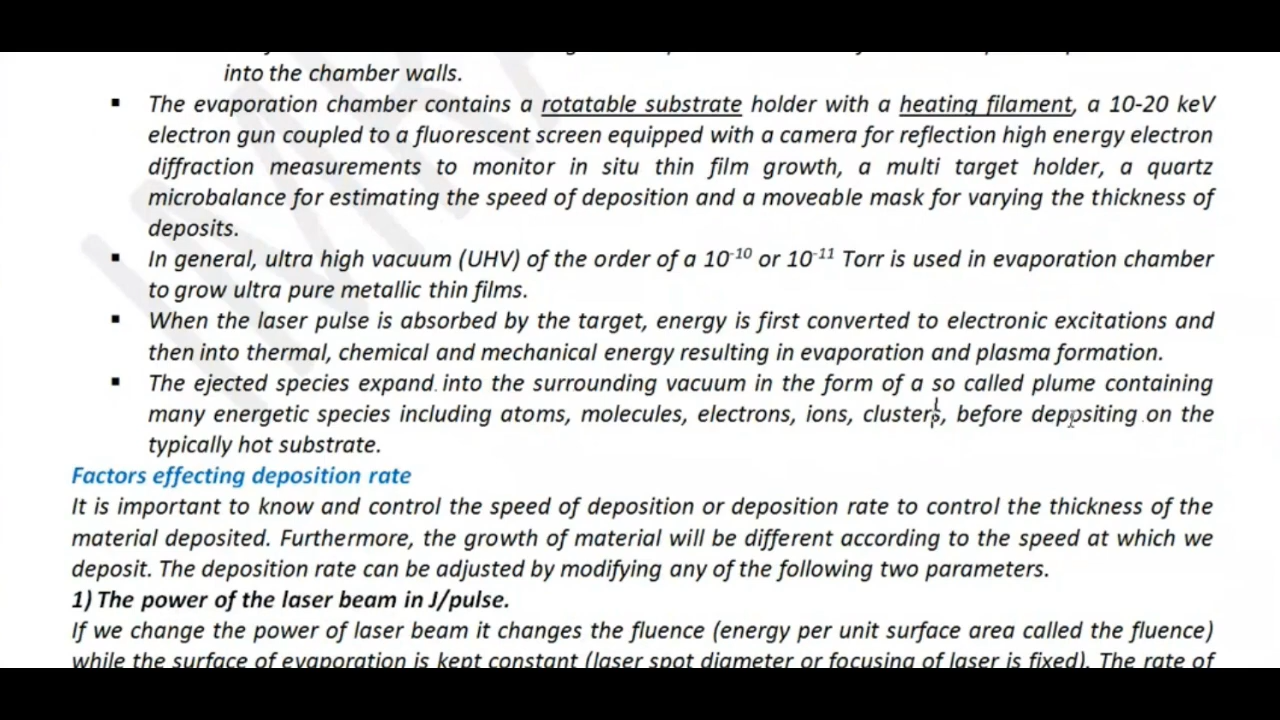 into the chamber walls.
▪ The evaporation chamber contains a rotatable substrate holder with a heating filament, a 10-20 keV
electron gun coupled to a fluorescent screen equipped with a camera for reflection high energy electron
diffraction measurements to monitor in situ thin film growth, a multi target holder, a quartz
microbalance for estimating the speed of deposition and a moveable mask for varying the thickness of
deposits.
▪ In general, ultra high vacuum (UHV) of the order of a 10⁻¹⁰ or 10⁻¹¹ Torr is used in evaporation chamber
to grow ultra pure metallic thin films.
▪ When the laser pulse is absorbed by the target, energy is first converted to electronic excitations and
then into thermal, chemical and mechanical energy resulting in evaporation and plasma formation.
▪ The ejected species expand into the surrounding vacuum in the form of a so called plume containing
many energetic species including atoms, molecules, electrons, ions, clusters, before depositing on the
typically hot substrate.
Factors effecting deposition rate
It is important to know and control the speed of deposition or deposition rate to control the thickness of the
material deposited. Furthermore, the growth of material will be different according to the speed at which we
deposit. The deposition rate can be adjusted by modifying any of the following two parameters.
1) The power of the laser beam in J/pulse.
If we change the power of laser beam it changes the fluence (energy per unit surface area called the fluence)
while the surface of evaporation is kept constant (laser spot diameter or focusing of laser is fixed). The rate of